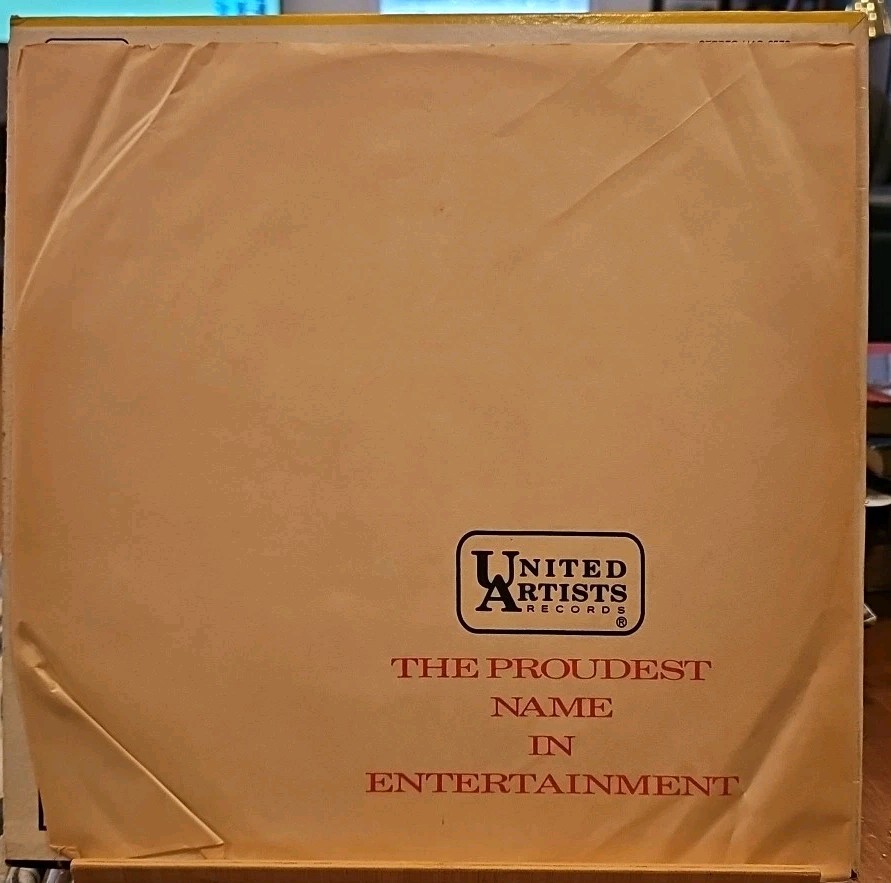 UNITED
ARTISTS
RECORDS
®
THE PROUDEST
NAME
IN
ENTERTAINMENT